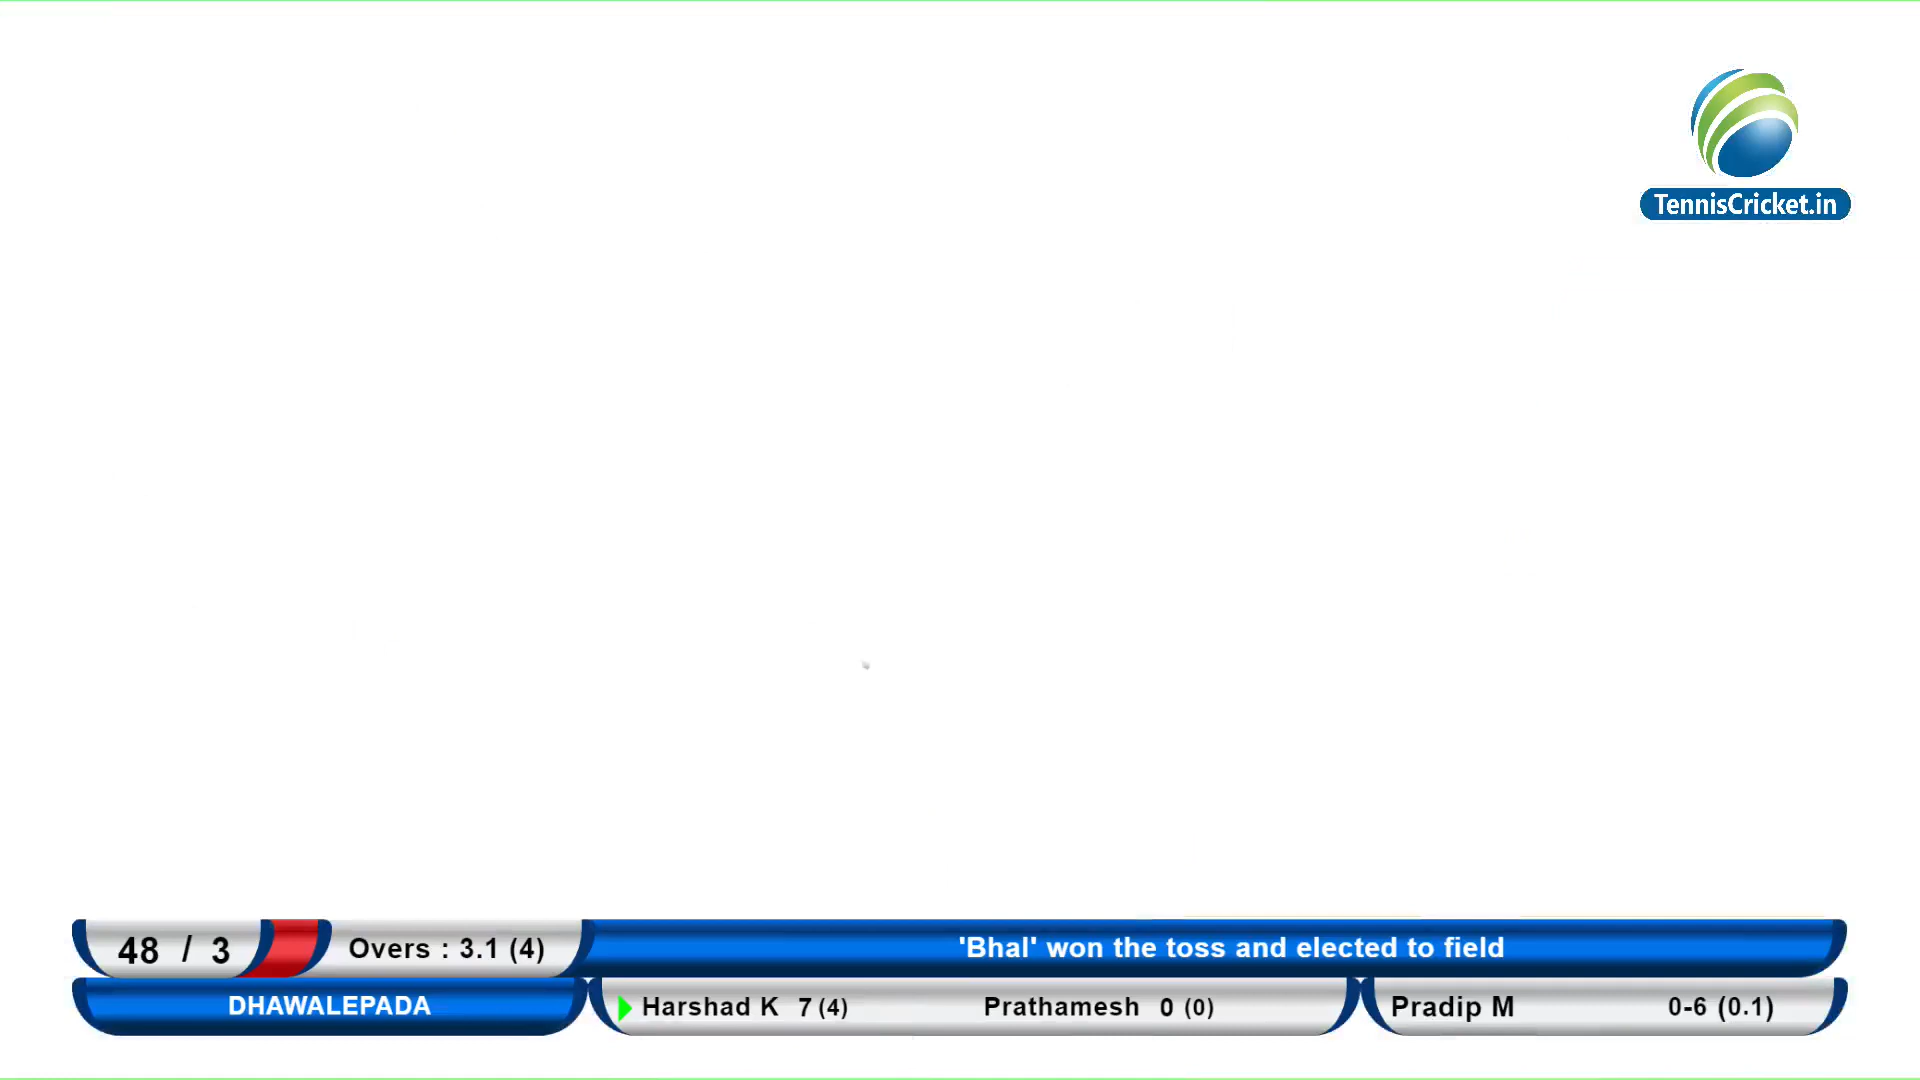 TennisCricket.in
48 / 3
Overs : 3.1 (4)
'Bhal' won the toss and elected to field
DHAWALEPADA
Harshad K 7 (4)
Prathamesh 0 (0)
Pradip M 0-6 (0.1)